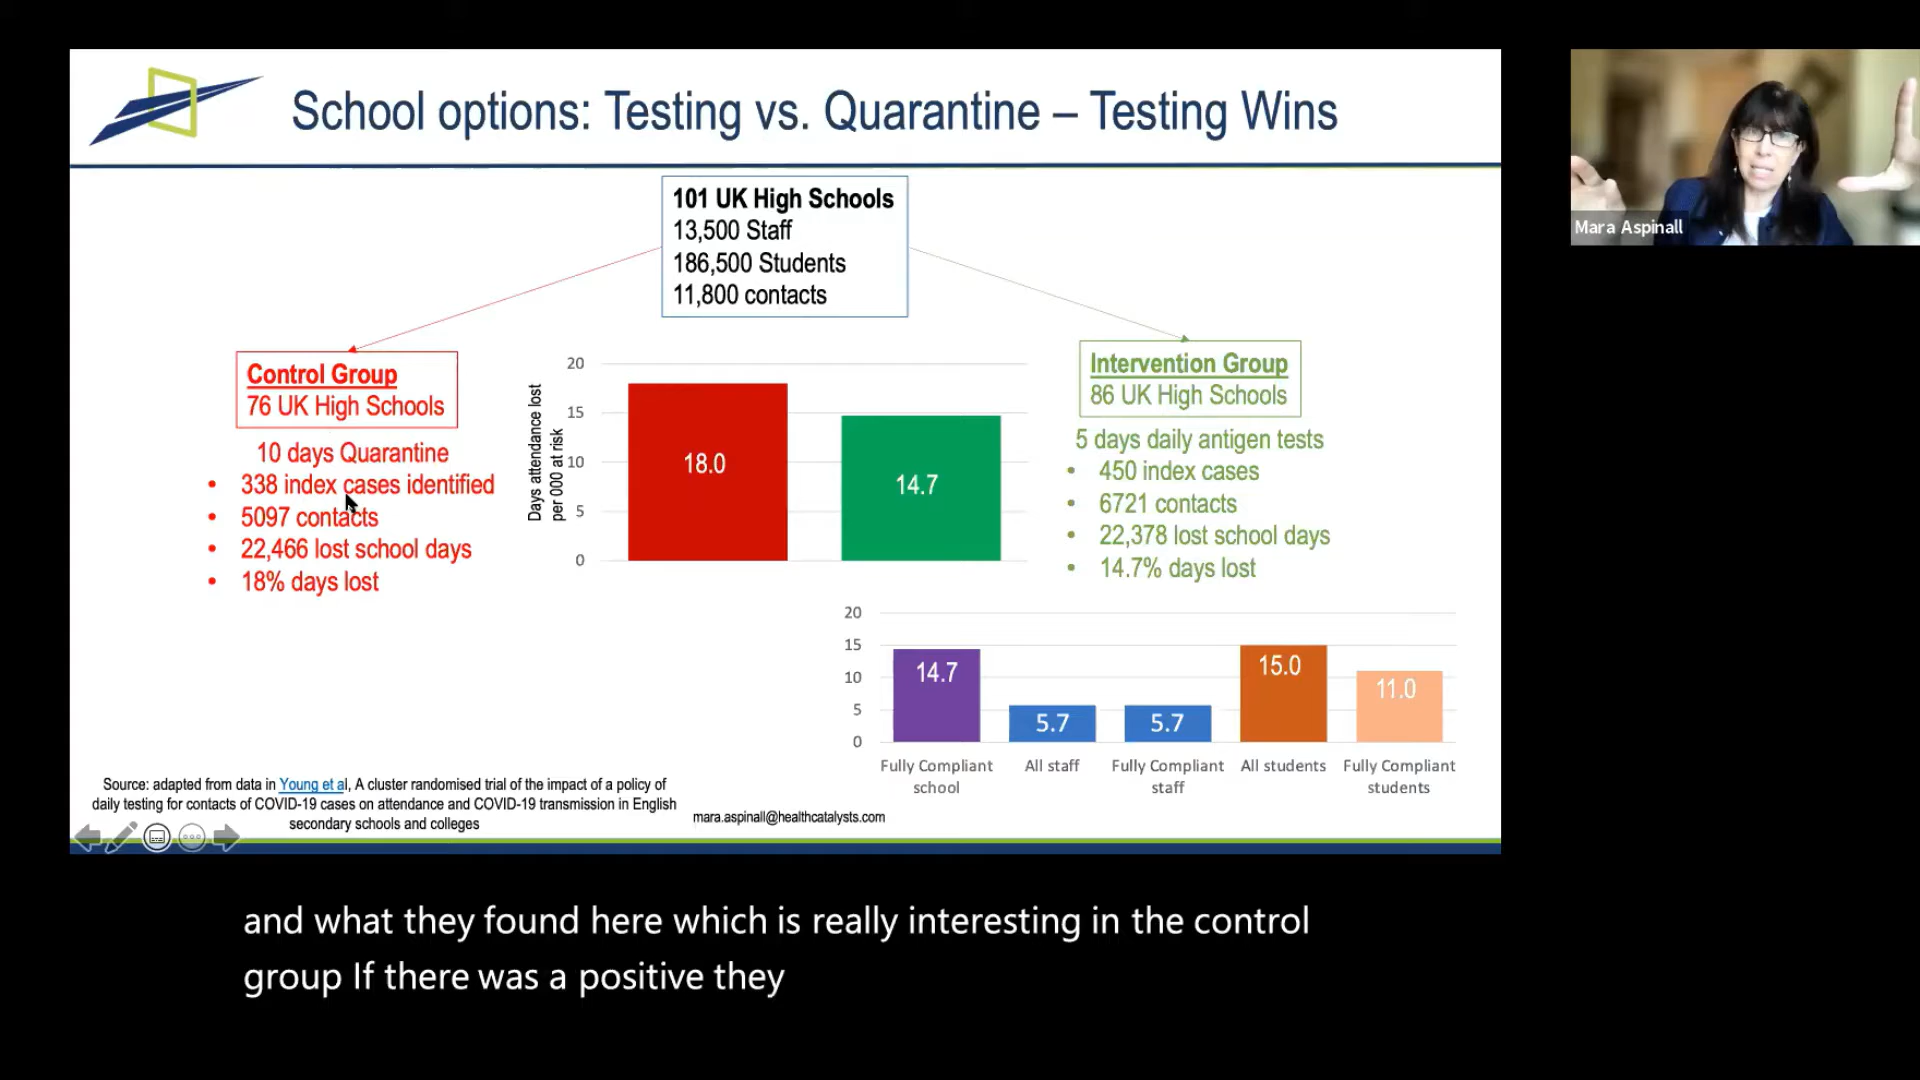 School options: Testing vs. Quarantine – Testing Wins
101 UK High Schools
13,500 Staff
186,500 Students
11,800 contacts
Control Group
76 UK High Schools
10 days Quarantine
• 338 index cases identified
• 5097 contacts
• 22,466 lost school days
• 18% days lost
Days attendance lost
per 000 at risk
20
15
10
5
0
18.0
14.7
Intervention Group
86 UK High Schools
5 days daily antigen tests
• 450 index cases
• 6721 contacts
• 22,378 lost school days
• 14.7% days lost
20
15
10
5
0
14.7
5.7
5.7
15.0
11.0
Fully Compliant
school
All staff
Fully Compliant
staff
All students
Fully Compliant
students
Source: adapted from data in Young et al, A cluster randomised trial of the impact of a policy of
daily testing for contacts of COVID-19 cases on attendance and COVID-19 transmission in English
secondary schools and colleges
mara.aspinall@healthcatalysts.com
Mara Aspinall
and what they found here which is really interesting in the control
group If there was a positive they